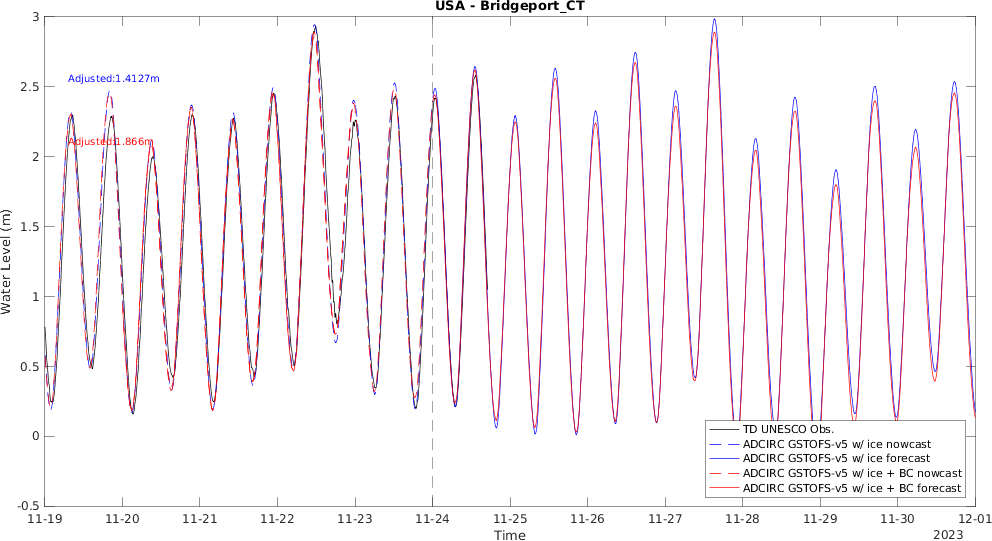 USA - Bridgeport_CT
3
2.5
2
1.5
1
0.5
0
-0.5
Water Level (m)
Adjusted:1.4127m
Adjusted:1.866m
TD UNESCO Obs.
ADCIRC GSTOFS-v5 w/ ice nowcast
ADCIRC GSTOFS-v5 w/ ice forecast
ADCIRC GSTOFS-v5 w/ ice + BC nowcast
ADCIRC GSTOFS-v5 w/ ice + BC forecast
11-19 11-20 11-21 11-22 11-23 11-24 11-25 11-26 11-27 11-28 11-29 11-30 12-01
Time
2023